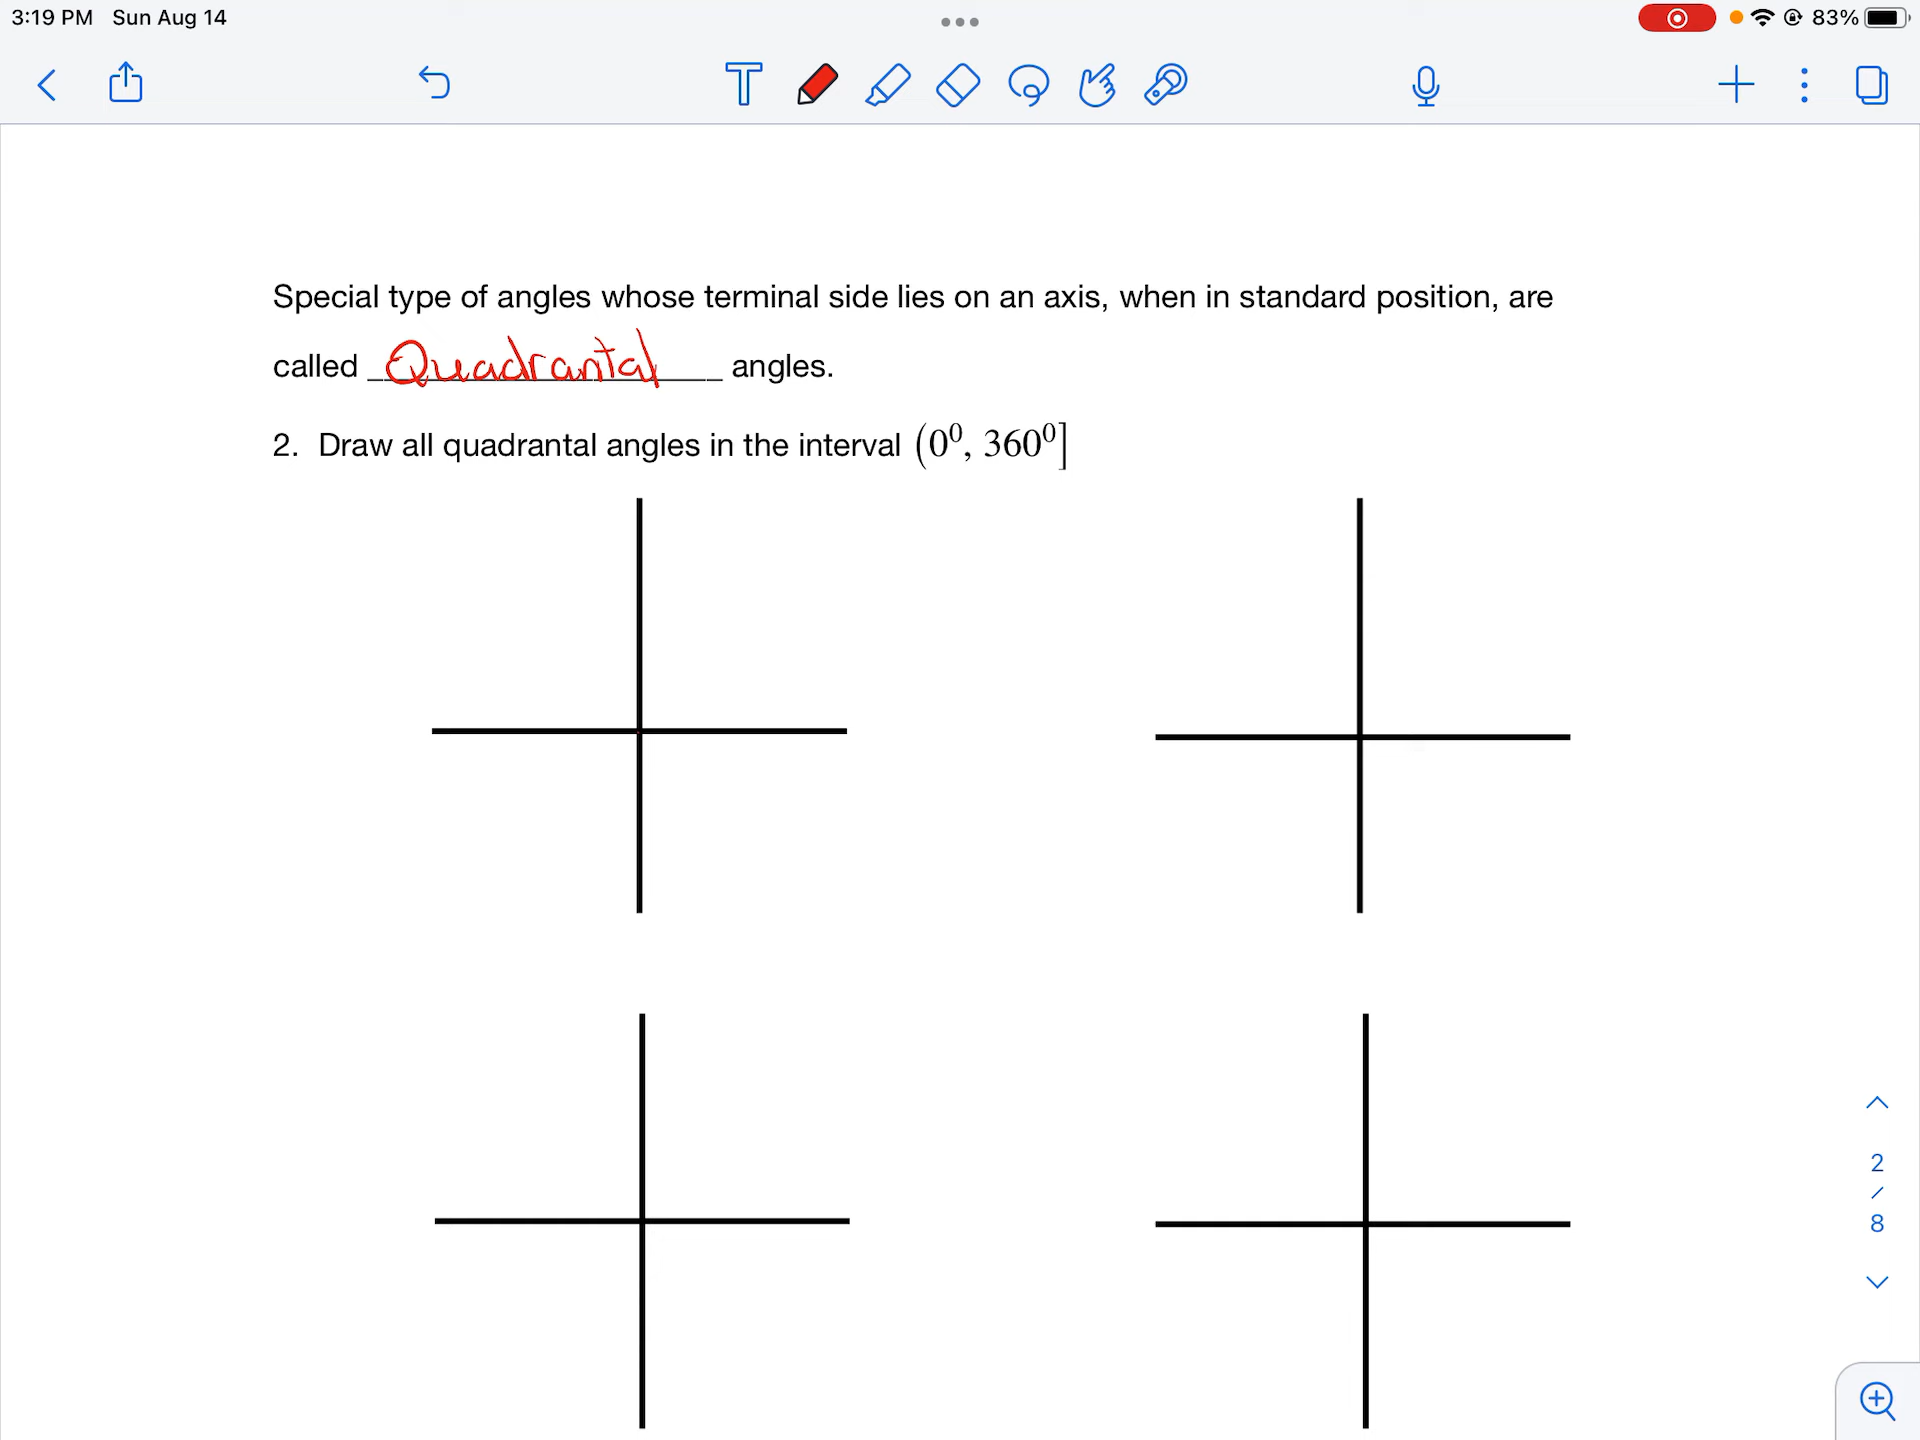 3:19 PM Sun Aug 14
83%
T
Special type of angles whose terminal side lies on an axis, when in standard position, are
called Quadrantal angles.
2. Draw all quadrantal angles in the interval (0⁰, 360⁰]
2
/
8